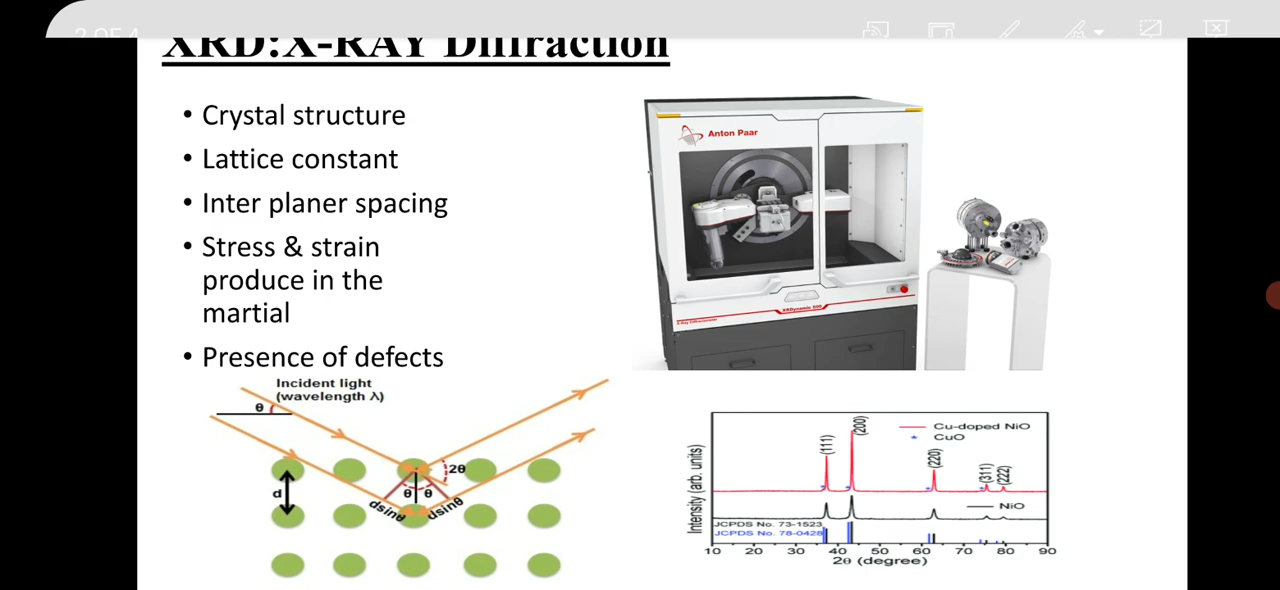 XRD:X-RAY Diffraction
• Crystal structure
• Lattice constant
• Inter planer spacing
• Stress & strain
produce in the
martial
• Presence of defects
Anton Paar
XRDynamic 500
Incident light
(wavelength λ)
θ
2θ
d
θ θ
dsinθ
dsinθ
Intensity (arb. units)
(111)
(200)
(220)
(311)
(222)
Cu-doped NiO
* CuO
NiO
JCPDS No. 73-1523
JCPDS No. 78-0428
10 20 30 40 50 60 70 80 90
2θ (degree)